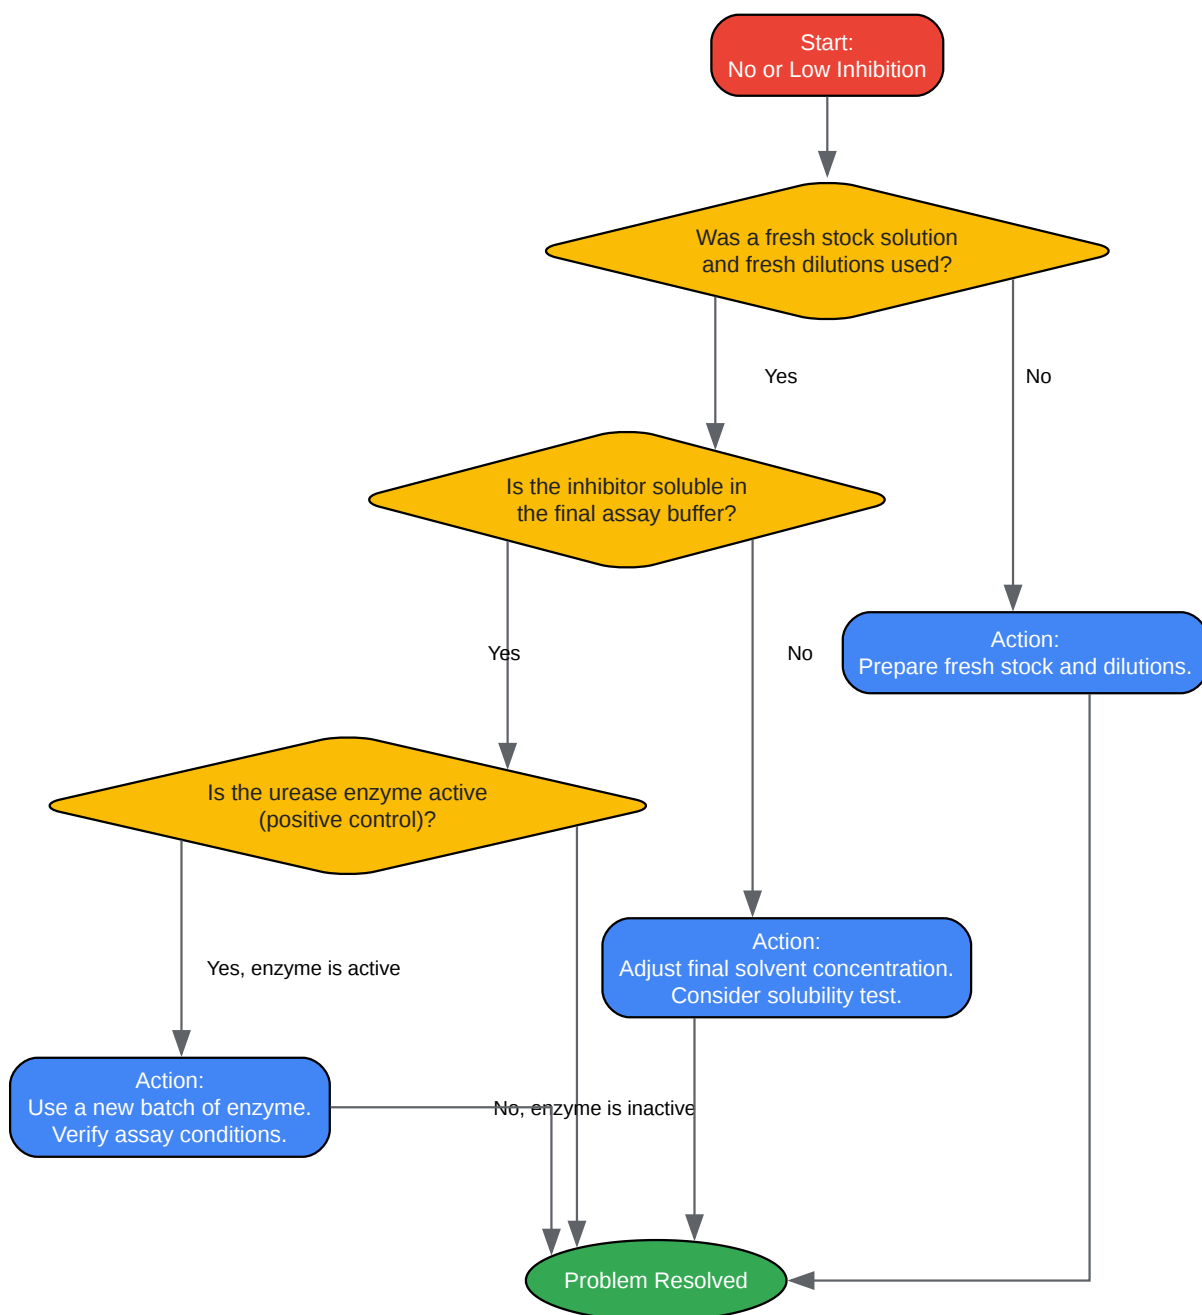 Start:
No or Low Inhibition
Was a fresh stock solution
and fresh dilutions used?
Yes
No
Is the inhibitor soluble in
the final assay buffer?
Yes
No
Action:
Prepare fresh stock and dilutions.
Is the urease enzyme active
(positive control)?
Yes, enzyme is active
Action:
Adjust final solvent concentration.
Consider solubility test.
Action:
Use a new batch of enzyme.
Verify assay conditions.
No, enzyme is inactive
Problem Resolved